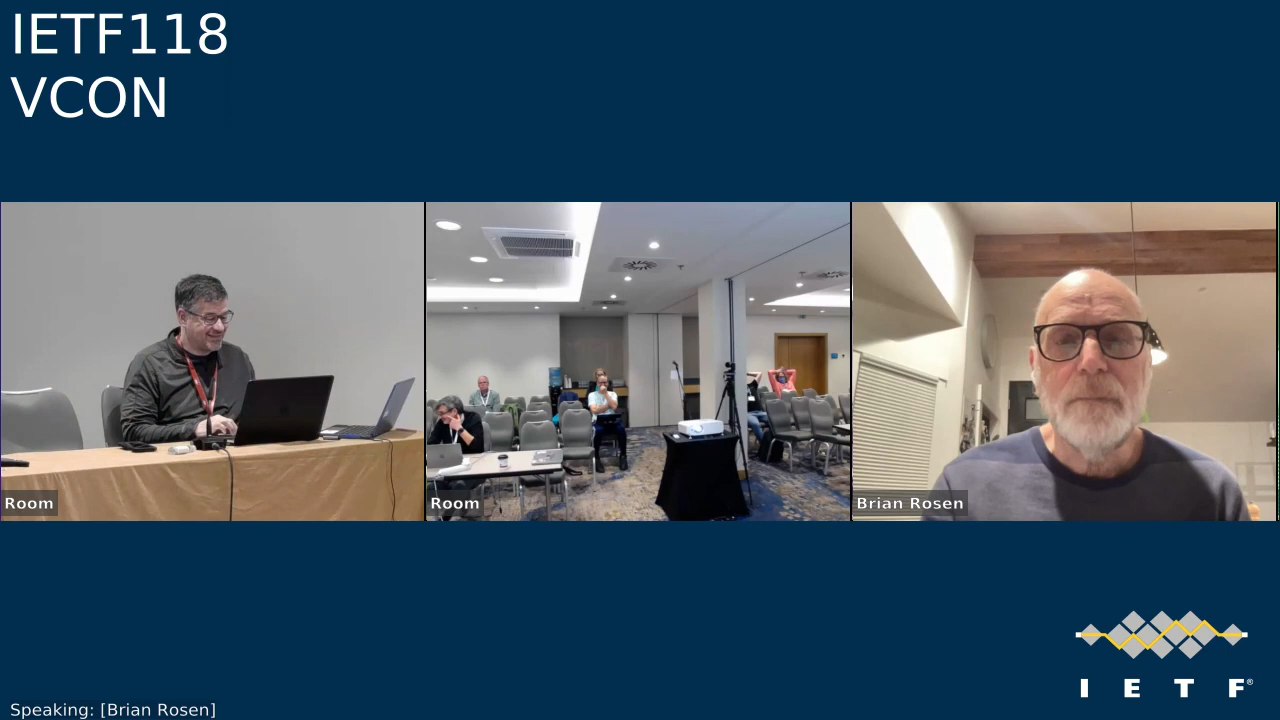 IETF118
VCON
Room
Room
Brian Rosen
I E T F®
Speaking: [Brian Rosen]